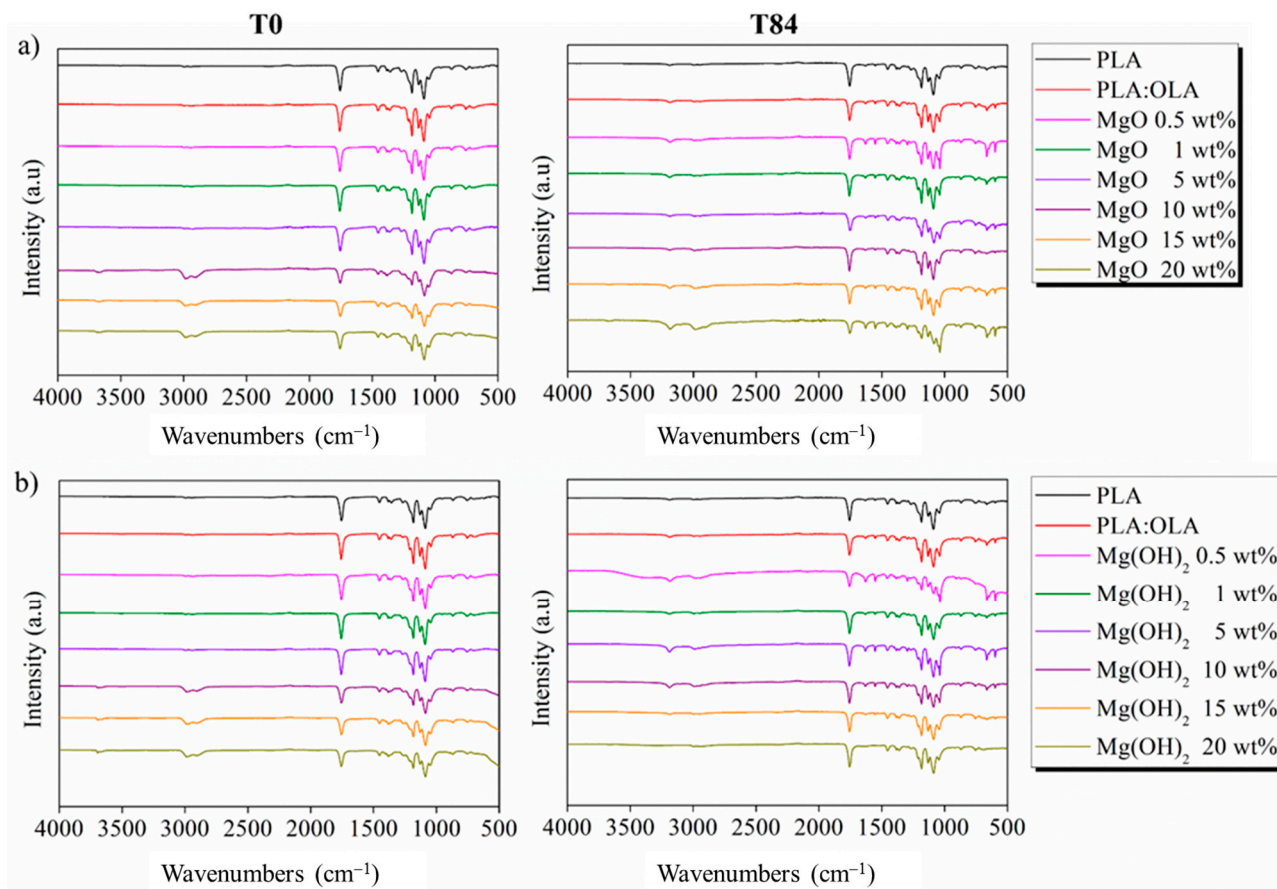 T0
T84
a)
Intensity (a.u)
4000 3500 3000 2500 2000 1500 1000 500
Wavenumbers (cm⁻¹)
Intensity (a.u)
4000 3500 3000 2500 2000 1500 1000 500
Wavenumbers (cm⁻¹)
PLA
PLA:OLA
MgO 0.5 wt%
MgO 1 wt%
MgO 5 wt%
MgO 10 wt%
MgO 15 wt%
MgO 20 wt%
b)
Intensity (a.u)
4000 3500 3000 2500 2000 1500 1000 500
Wavenumbers (cm⁻¹)
Intensity (a.u)
4000 3500 3000 2500 2000 1500 1000 500
Wavenumbers (cm⁻¹)
PLA
PLA:OLA
Mg(OH)₂ 0.5 wt%
Mg(OH)₂ 1 wt%
Mg(OH)₂ 5 wt%
Mg(OH)₂ 10 wt%
Mg(OH)₂ 15 wt%
Mg(OH)₂ 20 wt%